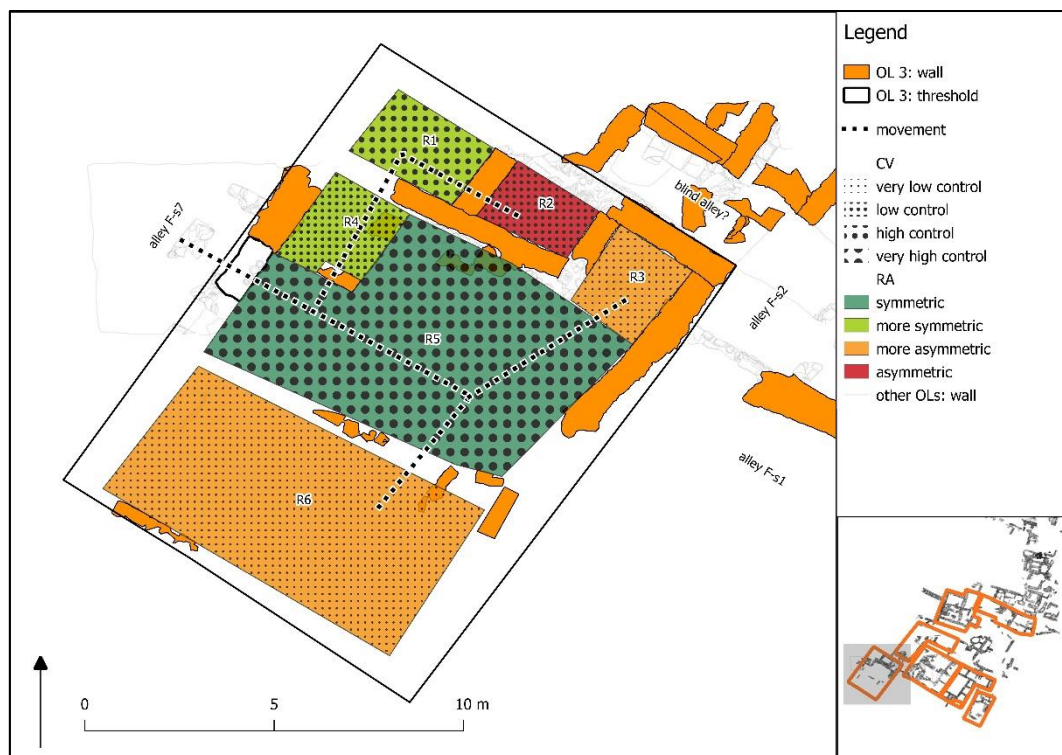 R1
R2
R3
R4
R5
R6
alley F-s7
blind alley?
alley F-s2
alley F-s1
0
5
10 m
Legend
OL 3: wall
OL 3: threshold
movement
CV
very low control
low control
high control
very high control
RA
symmetric
more symmetric
more asymmetric
asymmetric
other OLs: wall